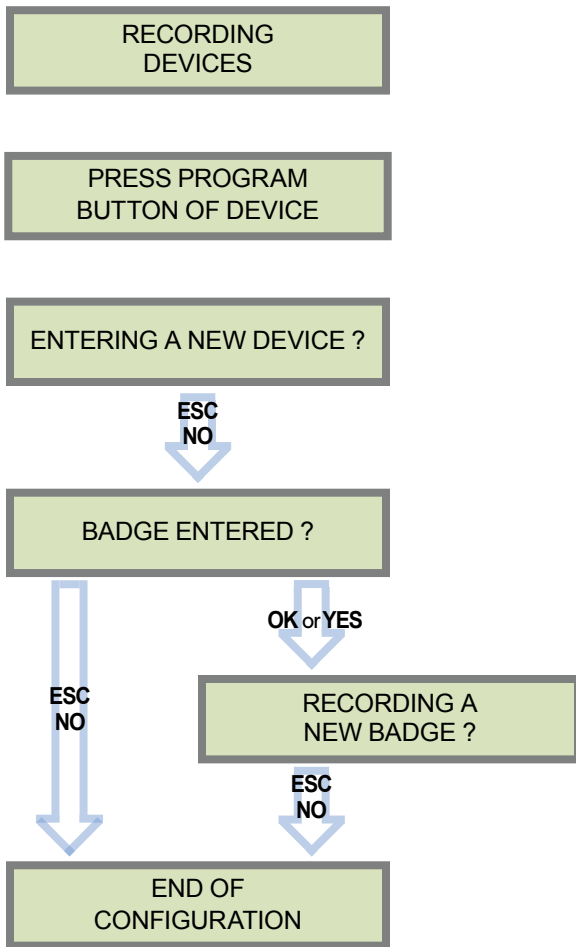 RECORDING
DEVICES
PRESS PROGRAM
BUTTON OF DEVICE
ENTERING A NEW DEVICE ?
ESC
NO
BADGE ENTERED ?
OK or YES
ESC
NO
RECORDING A
NEW BADGE ?
ESC
NO
END OF
CONFIGURATION